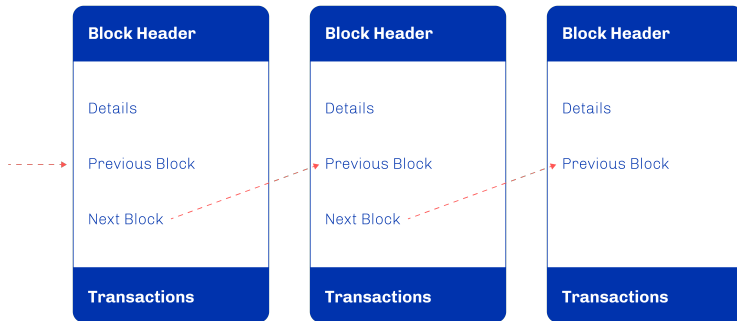 Block Header
Details
Previous Block
Next Block
Transactions
Block Header
Details
Previous Block
Next Block
Transactions
Block Header
Details
Previous Block
Transactions